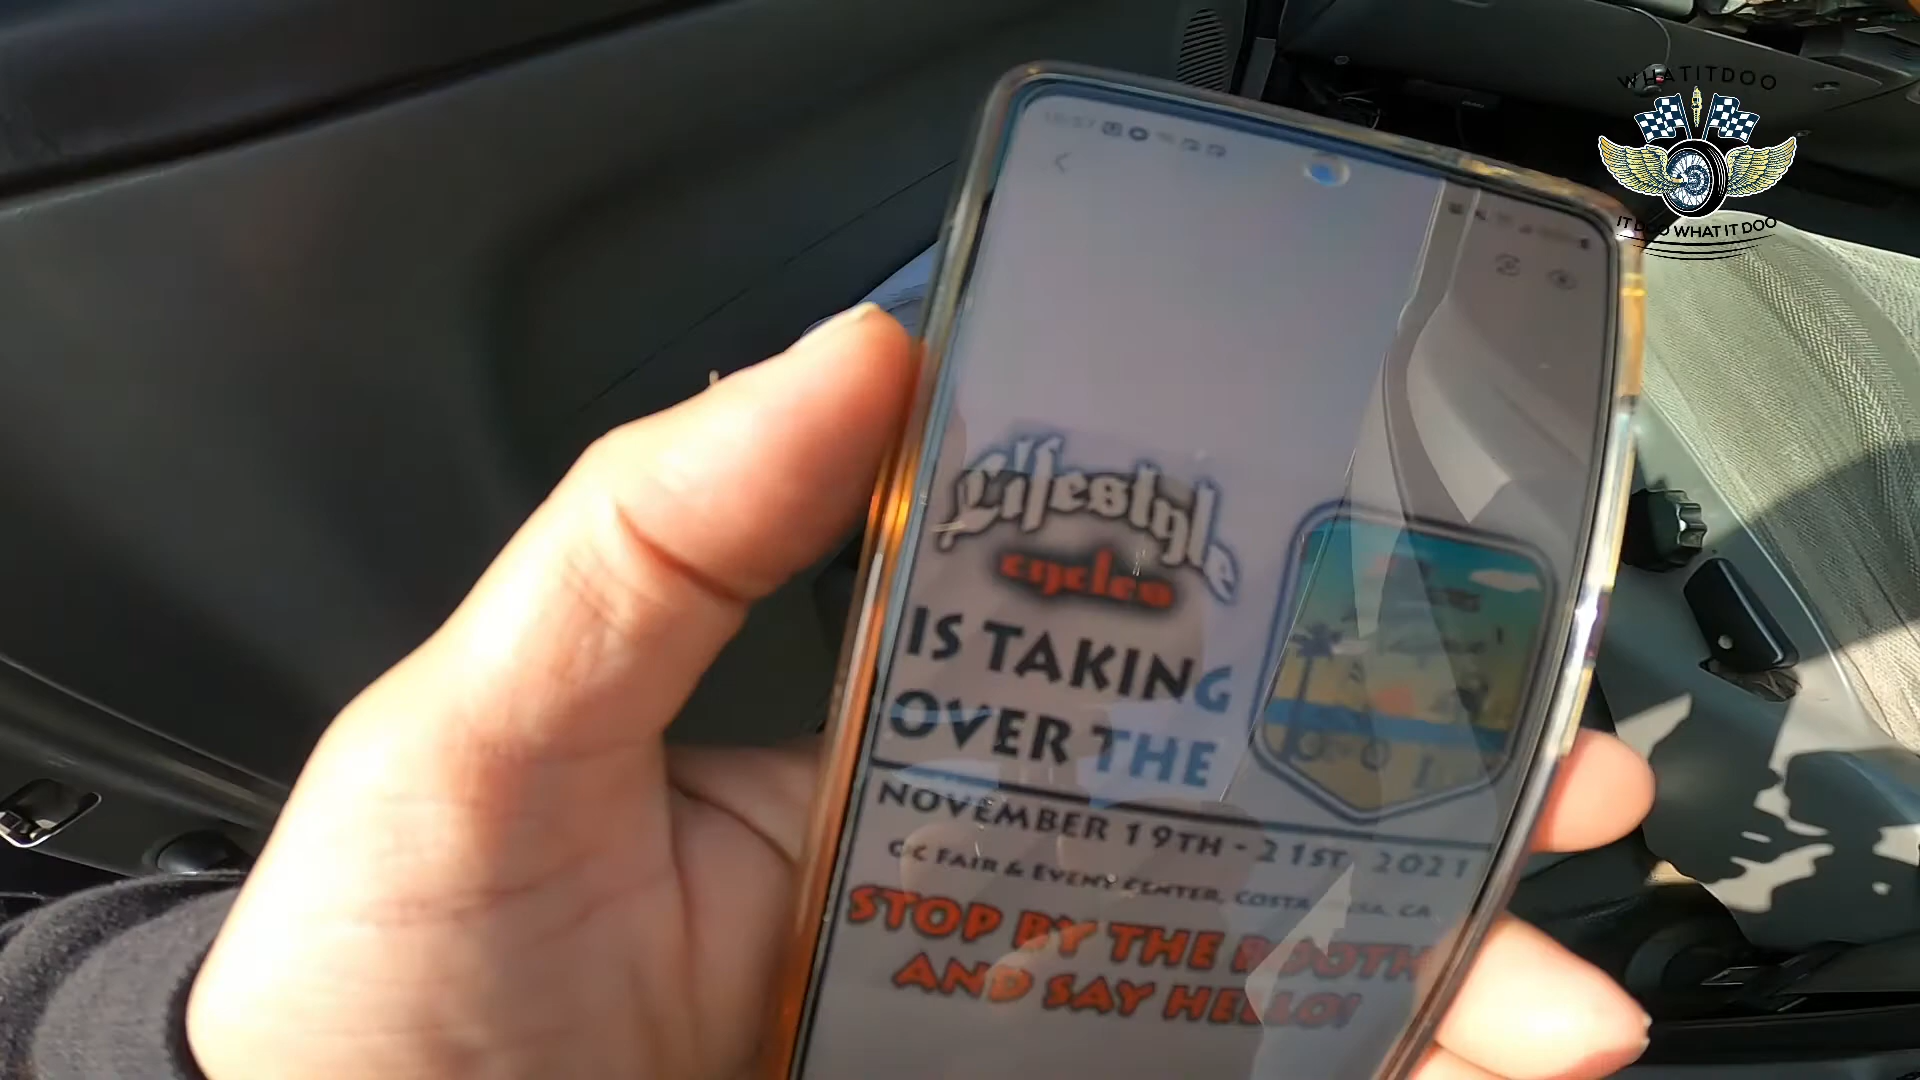 WHATITDOO
IT DOO WHAT IT DOO
Lifestyle
cycles
IS TAKING
OVER THE
NOVEMBER 19TH - 21ST, 2021
OC FAIR & EVENT CENTER, COSTA MESA, CA
STOP BY THE BOOTH
AND SAY HELLO!